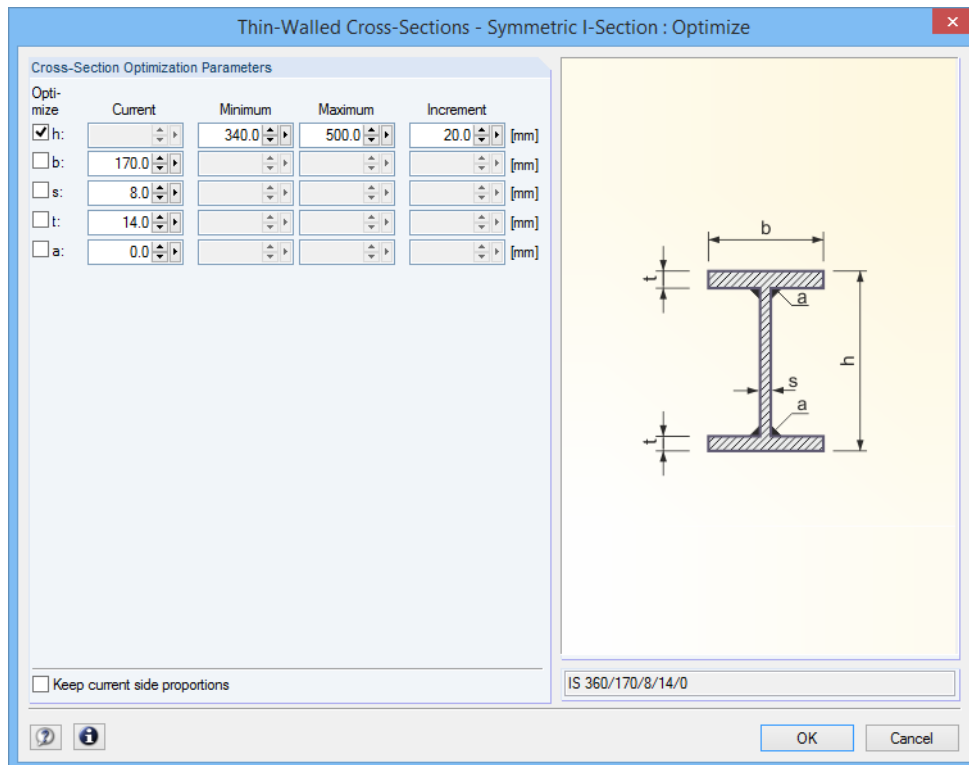 Thin-Walled Cross-Sections - Symmetric I-Section : Optimize
Cross-Section Optimization Parameters
Opti-
mize Current Minimum Maximum Increment
h: 340.0 500.0 20.0 [mm]
b: 170.0 [mm]
s: 8.0 [mm]
t: 14.0 [mm]
a: 0.0 [mm]
b
t
a
h
s
a
t
Keep current side proportions
IS 360/170/8/14/0
OK Cancel